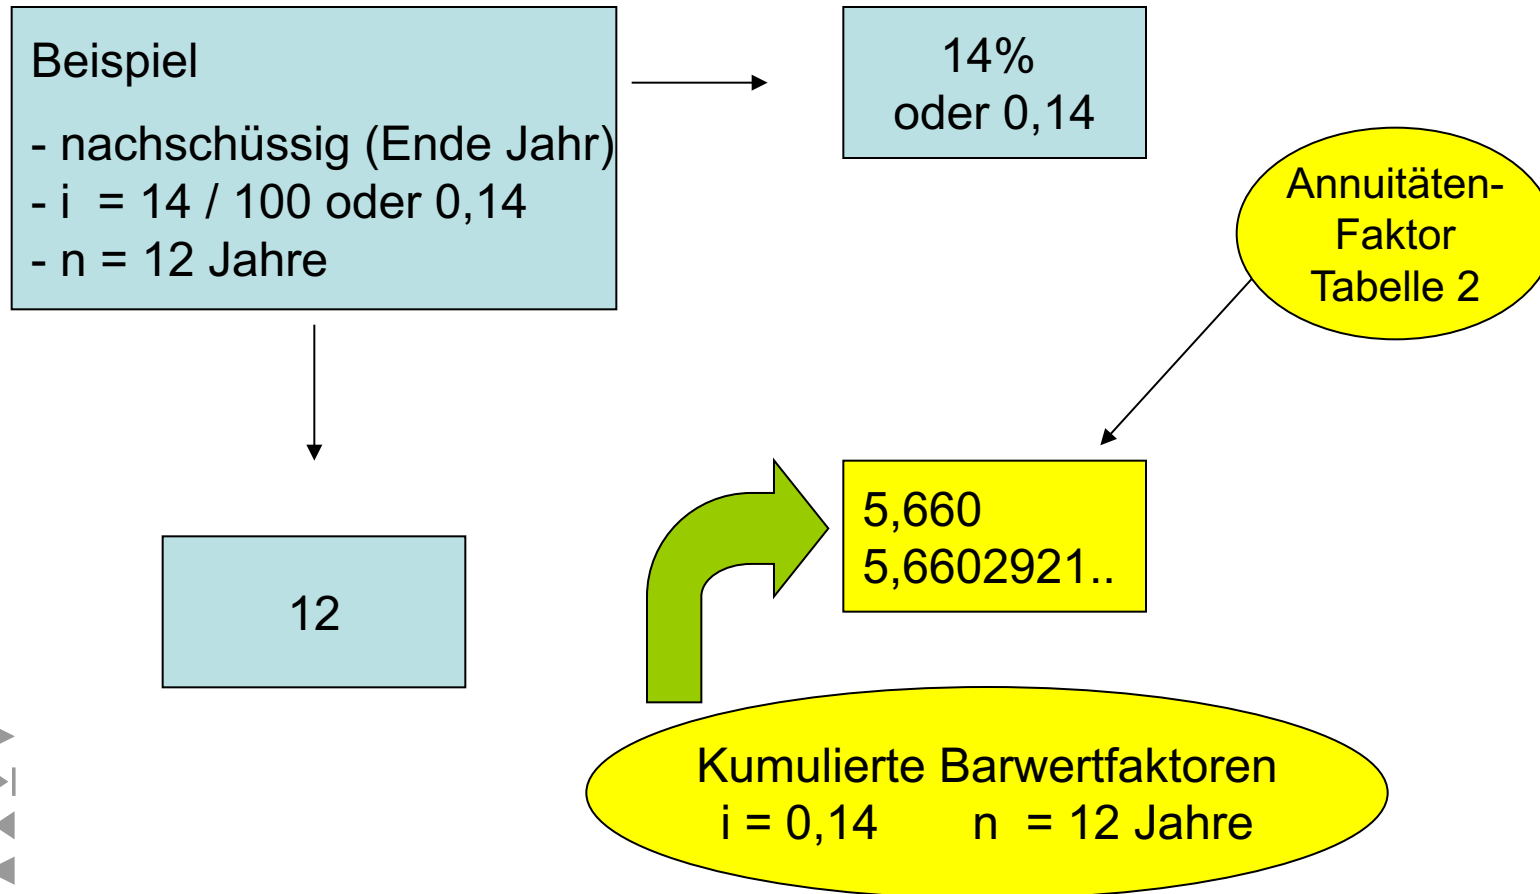 Beispiel
- nachschüssig (Ende Jahr)
- i = 14 / 100 oder 0,14
- n = 12 Jahre
14%
oder 0,14
Annuitäten-
Faktor
Tabelle 2
5,660
5,6602921..
12
Kumulierte Barwertfaktoren
i = 0,14 n = 12 Jahre